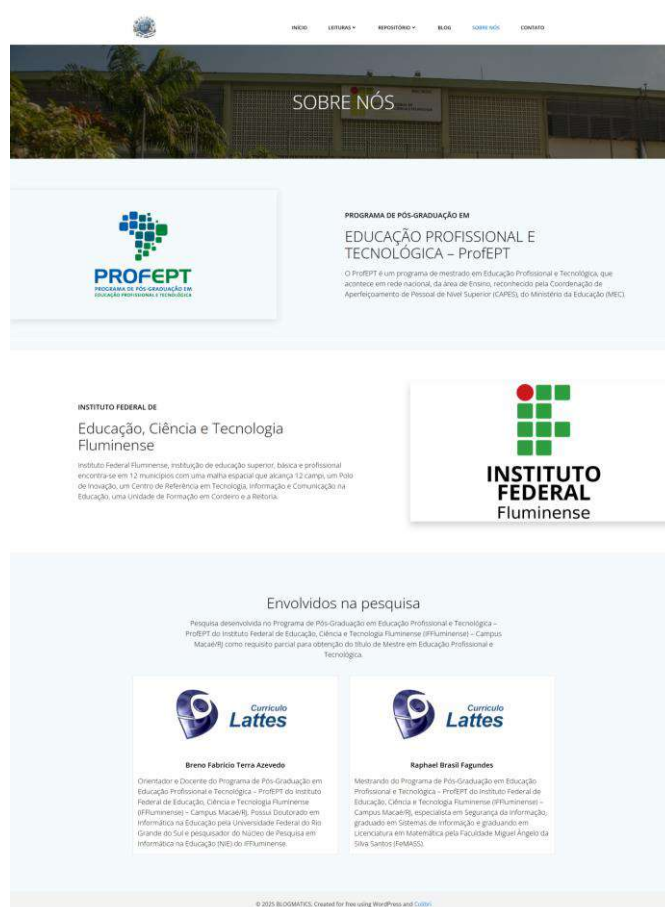 INÍCIO LEITURAS REPOSITÓRIO BLOG SOBRE NÓS CONTATO
SOBRE NÓS
PROFEPT
PROGRAMA DE PÓS-GRADUAÇÃO EM
EDUCAÇÃO PROFISSIONAL E TECNOLÓGICA
PROGRAMA DE PÓS-GRADUAÇÃO EM
EDUCAÇÃO PROFISSIONAL E
TECNOLÓGICA – ProfEPT
O ProfEPT é um programa de mestrado em Educação Profissional e Tecnológica, que
acontece em rede nacional, da área de Ensino, reconhecido pela Coordenação de
Aperfeiçoamento de Pessoal de Nível Superior (CAPES), do Ministério da Educação (MEC).
INSTITUTO FEDERAL DE
Educação, Ciência e Tecnologia
Fluminense
Instituto Federal Fluminense, instituição de educação superior, básica e profissional
encontra-se em 12 municípios com uma malha espacial que alcança 12 campi, um Polo
de Inovação, um Centro de Referência em Tecnologia, Informação e Comunicação na
Educação, uma Unidade de Formação em Cordeiro e a Reitoria.
INSTITUTO
FEDERAL
Fluminense
Envolvidos na pesquisa
Pesquisa desenvolvida no Programa de Pós-Graduação em Educação Profissional e Tecnológica –
ProfEPT do Instituto Federal de Educação, Ciência e Tecnologia Fluminense (IFFluminense) – Campus
Macaé/RJ como requisito parcial para obtenção do título de Mestre em Educação Profissional e
Tecnológica.
Currículo
Lattes
Breno Fabrício Terra Azevedo
Orientador e Docente do Programa de Pós-Graduação em
Educação Profissional e Tecnológica – ProfEPT do Instituto
Federal de Educação, Ciência e Tecnologia Fluminense
(IFFluminense) – Campus Macaé/RJ. Possui Doutorado em
Informática na Educação pela Universidade Federal do Rio
Grande do Sul e pesquisador do Núcleo de Pesquisa em
Informática na Educação (NIE) do IFFluminense.
Currículo
Lattes
Raphael Brasil Fagundes
Mestrando do Programa de Pós-Graduação em Educação
Profissional e Tecnológica – ProfEPT do Instituto Federal de
Educação, Ciência e Tecnologia Fluminense (IFFluminense) –
Campus Macaé/RJ, especialista em Segurança da Informação,
graduado em Sistemas de Informação e graduando em
Licenciatura em Matemática pela Faculdade Miguel Ângelo da
Silva Santos (FeMASS).
© 2025 BLOGMATICS. Created for free using WordPress and Colibri